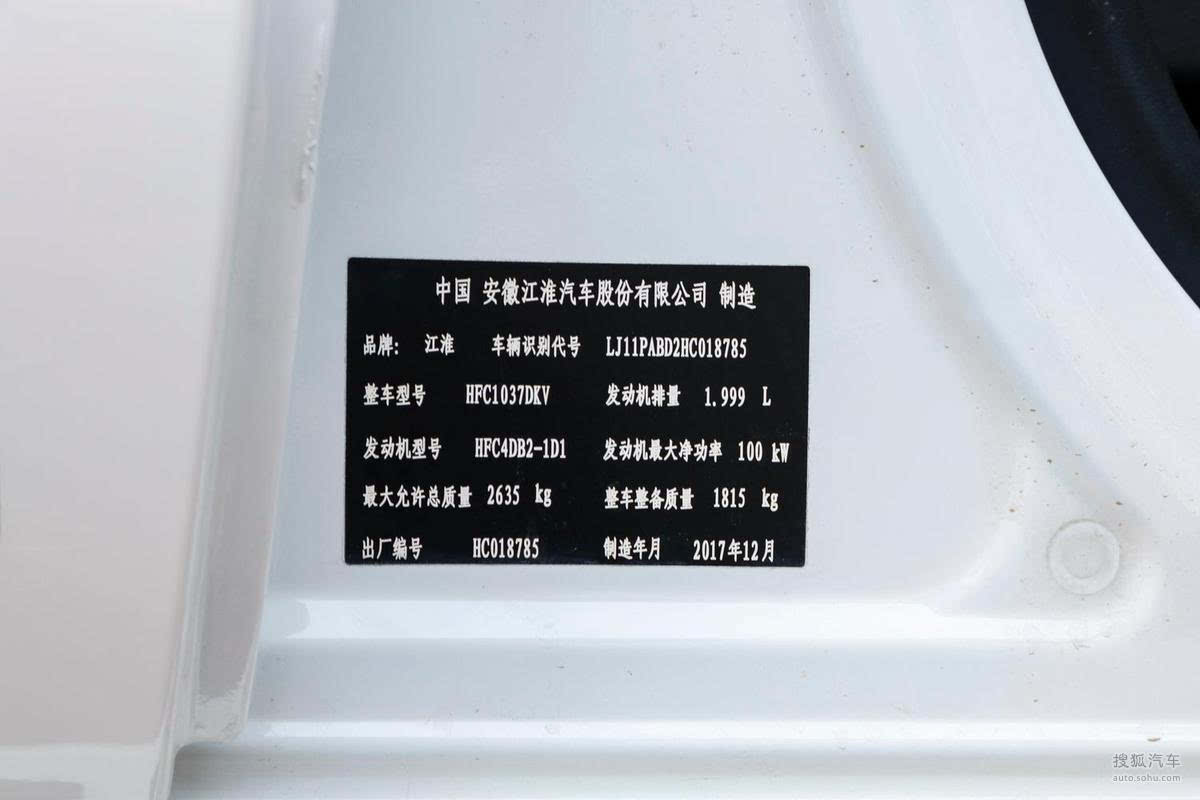 中国 安徽江淮汽车股份有限公司 制造
品牌: 江淮 车辆识别代号 LJ11PABD2HC018785
整车型号 HFC1037DKV 发动机排量 1.999 L
发动机型号 HFC4DB2-1D1 发动机最大净功率 100 kW
最大允许总质量 2635 kg 整车整备质量 1815 kg
出厂编号 HC018785 制造年月 2017年12月
搜狐汽车
auto.sohu.com